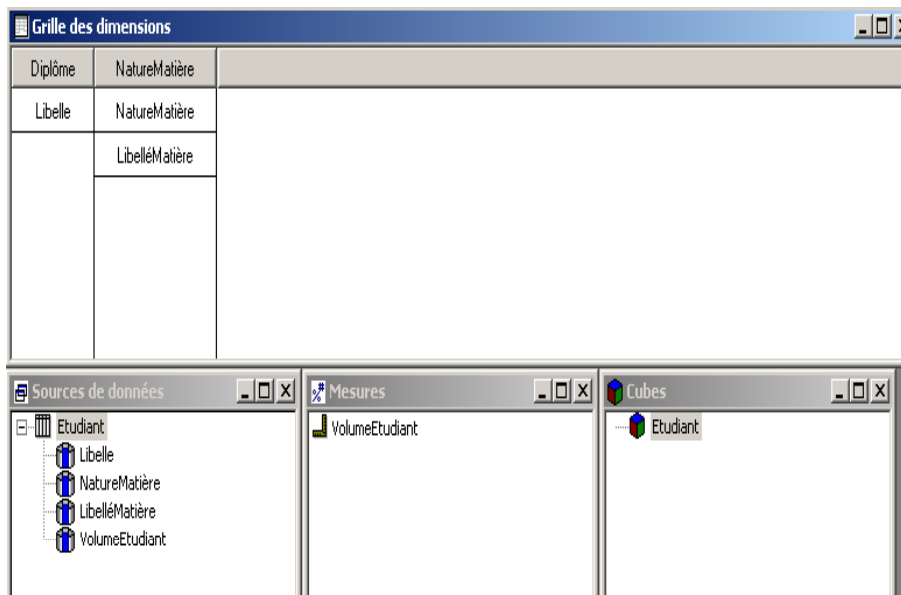 Grille des dimensions
Diplôme NatureMatière
Libelle NatureMatière
LibelléMatière
Sources de données
Etudiant
Libelle
NatureMatière
LibelléMatière
VolumeEtudiant
Mesures
VolumeEtudiant
Cubes
Etudiant